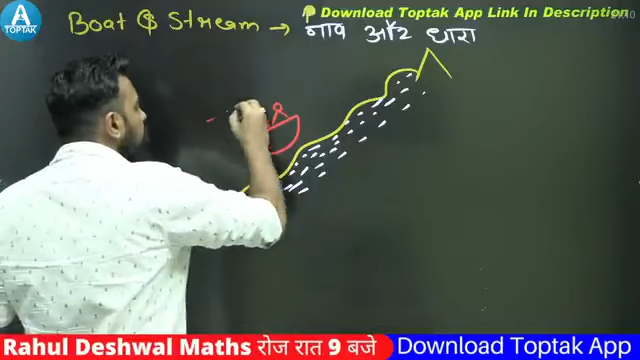 A
TOPTAK
Download Toptak App Link In Description
Boat & Stream → नाव और धारा
Rahul Deshwal Maths रोज रात 9 बजे
Download Toptak App